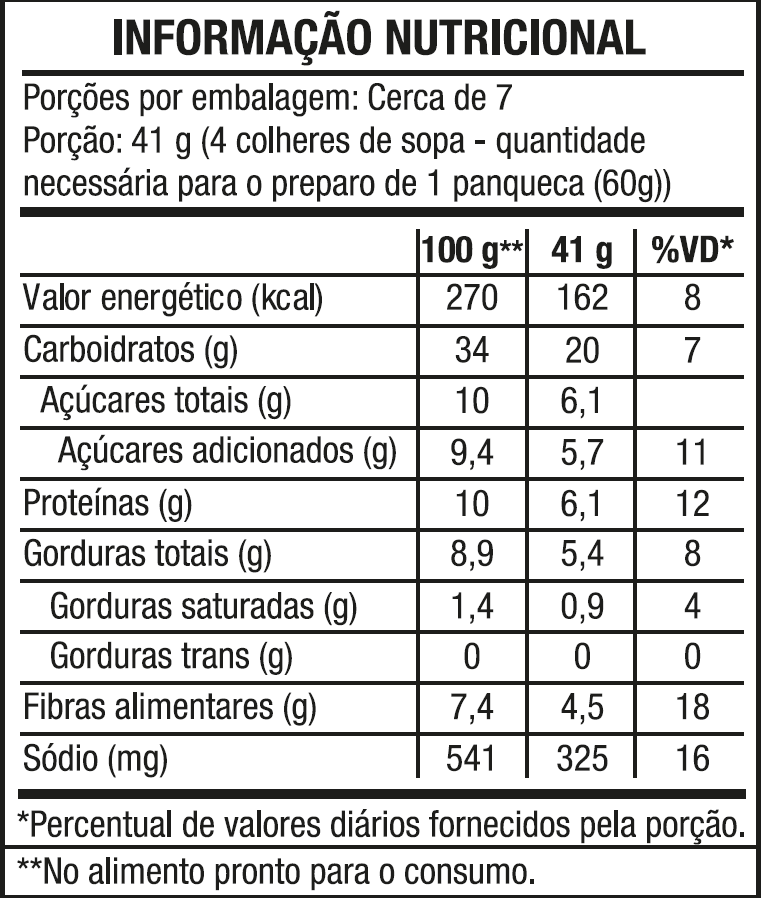 INFORMAÇÃO NUTRICIONAL
Porções por embalagem: Cerca de 7
Porção: 41 g (4 colheres de sopa - quantidade
necessária para o preparo de 1 panqueca (60g))
100 g** 41 g %VD*
Valor energético (kcal) 270 162 8
Carboidratos (g) 34 20 7
Açúcares totais (g) 10 6,1
Açúcares adicionados (g) 9,4 5,7 11
Proteínas (g) 10 6,1 12
Gorduras totais (g) 8,9 5,4 8
Gorduras saturadas (g) 1,4 0,9 4
Gorduras trans (g) 0 0 0
Fibras alimentares (g) 7,4 4,5 18
Sódio (mg) 541 325 16
*Percentual de valores diários fornecidos pela porção.
**No alimento pronto para o consumo.